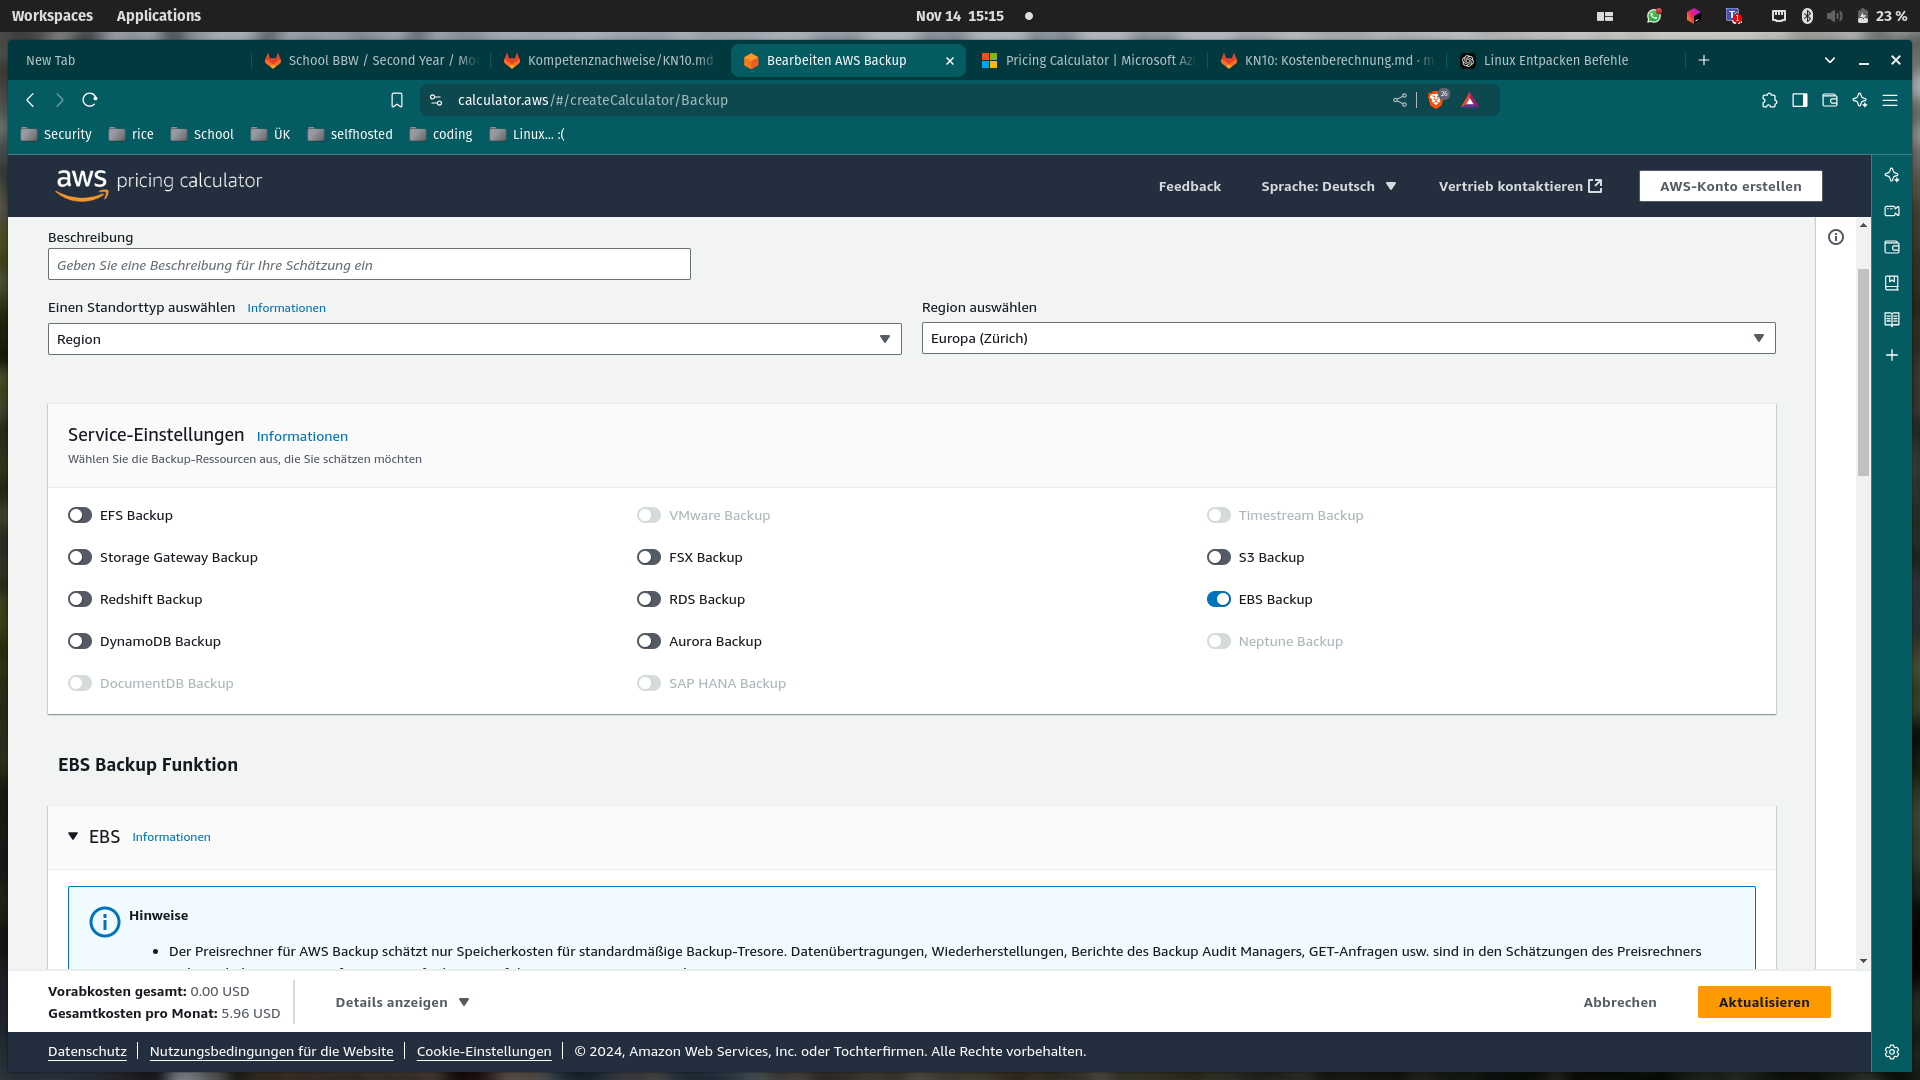 Workspaces
Applications
Nov 14 15:15
23 %
New Tab
School BBW / Second Year / Mo
Kompetenznachweise/KN10.md
Bearbeiten AWS Backup
Pricing Calculator | Microsoft Az
KN10: Kostenberechnung.md · m
Linux Entpacken Befehle
calculator.aws/#/createCalculator/Backup
26
Security
rice
School
ÜK
selfhosted
coding
Linux... :(
aws pricing calculator
Feedback
Sprache: Deutsch
Vertrieb kontaktieren
AWS-Konto erstellen
Beschreibung
Geben Sie eine Beschreibung für Ihre Schätzung ein
Einen Standorttyp auswählen Informationen
Region auswählen
Region
Europa (Zürich)
Service-Einstellungen Informationen
Wählen Sie die Backup-Ressourcen aus, die Sie schätzen möchten
EFS Backup
VMware Backup
Timestream Backup
Storage Gateway Backup
FSX Backup
S3 Backup
Redshift Backup
RDS Backup
EBS Backup
DynamoDB Backup
Aurora Backup
Neptune Backup
DocumentDB Backup
SAP HANA Backup
EBS Backup Funktion
EBS Informationen
Hinweise
• Der Preisrechner für AWS Backup schätzt nur Speicherkosten für standardmäßige Backup-Tresore. Datenübertragungen, Wiederherstellungen, Berichte des Backup Audit Managers, GET-Anfragen usw. sind in den Schätzungen des Preisrechners
Vorabkosten gesamt: 0.00 USD
Gesamtkosten pro Monat: 5.96 USD
Details anzeigen
Abbrechen
Aktualisieren
Datenschutz
Nutzungsbedingungen für die Website
Cookie-Einstellungen
© 2024, Amazon Web Services, Inc. oder Tochterfirmen. Alle Rechte vorbehalten.